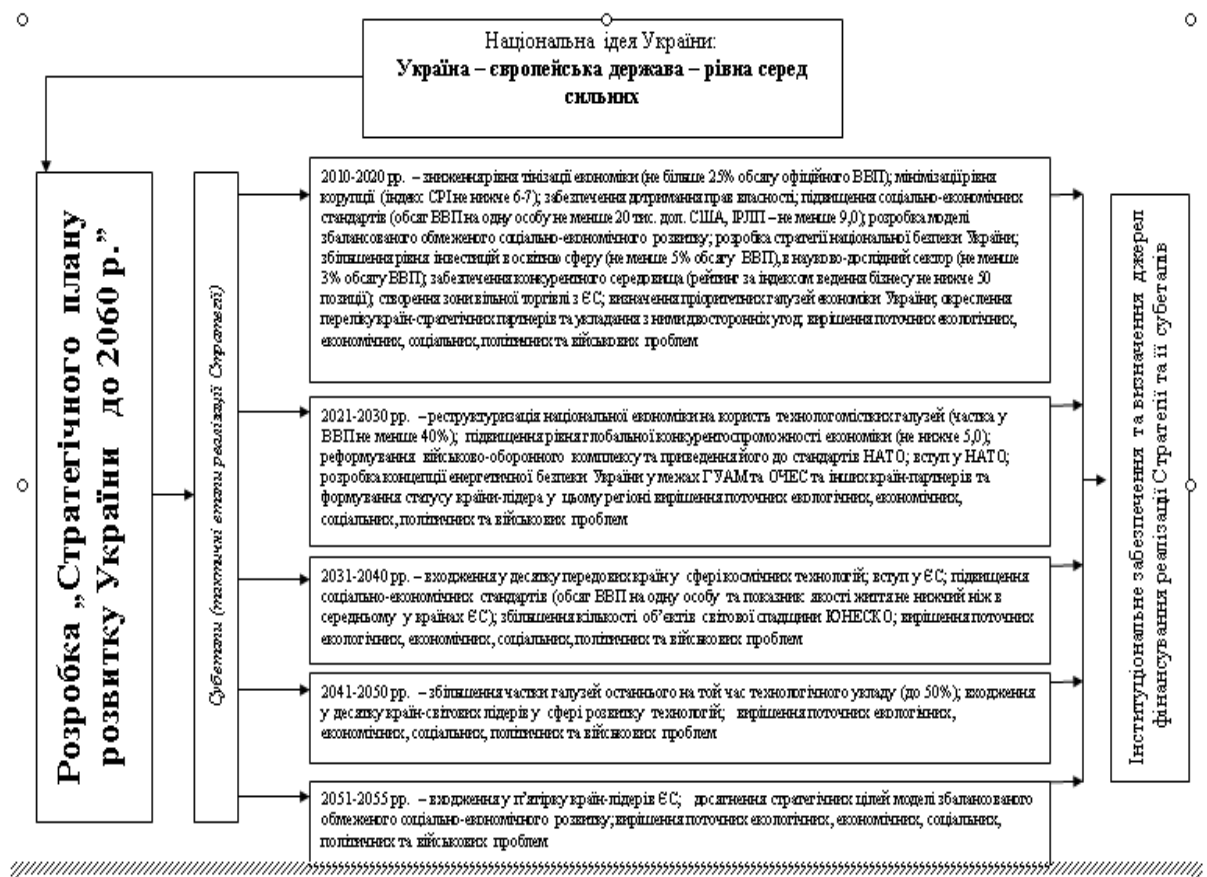 Національна ідея України:
Україна – європейська держава – рівна серед
сильних
Розробка „Стратегічного плану
розвитку України до 2060 р.”
Субетапи (тактичні етапи реалізації Стратегії)
2010-2020 рр. – зниження рівня тінізації економіки (не більше 25% обсягу офіційного ВВП); мінімізації рівня
корупції (індекс CPI не нижче 6-7); забезпечення дотримання прав власності; підвищення соціально-економічних
стандартів (обсяг ВВП на одну особу не менше 20 тис. дол. США, ІРЛП – не менше 9,0); розробка моделі
збалансованого обмеженого соціально-економічного розвитку; розробка стратегії національної безпеки України;
збільшення рівня інвестицій в освітню сферу (не менше 5% обсягу ВВП), в науково-дослідний сектор (не менше
3% обсягу ВВП); забезпечення конкурентного середовища (рейтинг за індексом ведення бізнесу не нижче 50
позиції); створення зони вільної торгівлі з ЄС; визначення пріоритетних галузей економіки України; окреслення
переліку країн-стратегічних партнерів та укладання з ними двосторонніх угод; вирішення поточних екологічних,
економічних, соціальних, політичних та військових проблем
2021-2030 рр. – реструктуризація національної економіки на користь технологомістких галузей (частка у
ВВП не менше 40%); підвищення рівня глобальної конкурентоспроможності економіки (не нижче 5,0);
реформування військово-оборонного комплексу та приведення його до стандартів НАТО; вступ у НАТО;
розробка концепції енергетичної безпеки України у межах ГУАМ та ОЧЕС та інших країн-партнерів та
формування статусу країни-лідера у цьому регіоні вирішення поточних екологічних, економічних,
соціальних, політичних та військових проблем
2031-2040 рр. – входження у десятку передових країн у сфері космічних технологій; вступ у ЄС; підвищення
соціально-економічних стандартів (обсяг ВВП на одну особу та показник якості життя не нижчий ніж в
середньому у країнах ЄС); збільшення кількості об’єктів світової спадщини ЮНЕСКО; вирішення поточних
екологічних, економічних, соціальних, політичних та військових проблем
2041-2050 рр. – збільшення частки галузей останнього на той час технологічного укладу (до 50%); входження
у десятку країн-світових лідерів у сфері розвитку технологій; вирішення поточних екологічних,
економічних, соціальних, політичних та військових проблем
2051-2055 рр. – входження у п’ятірку країн-лідерів ЄС; досягнення стратегічних цілей моделі збалансованого
обмеженого соціально-економічного розвитку; вирішення поточних екологічних, економічних, соціальних,
політичних та військових проблем
Інституціональне забезпечення та визначення джерел
фінансування реалізації Стратегії та її субетапів